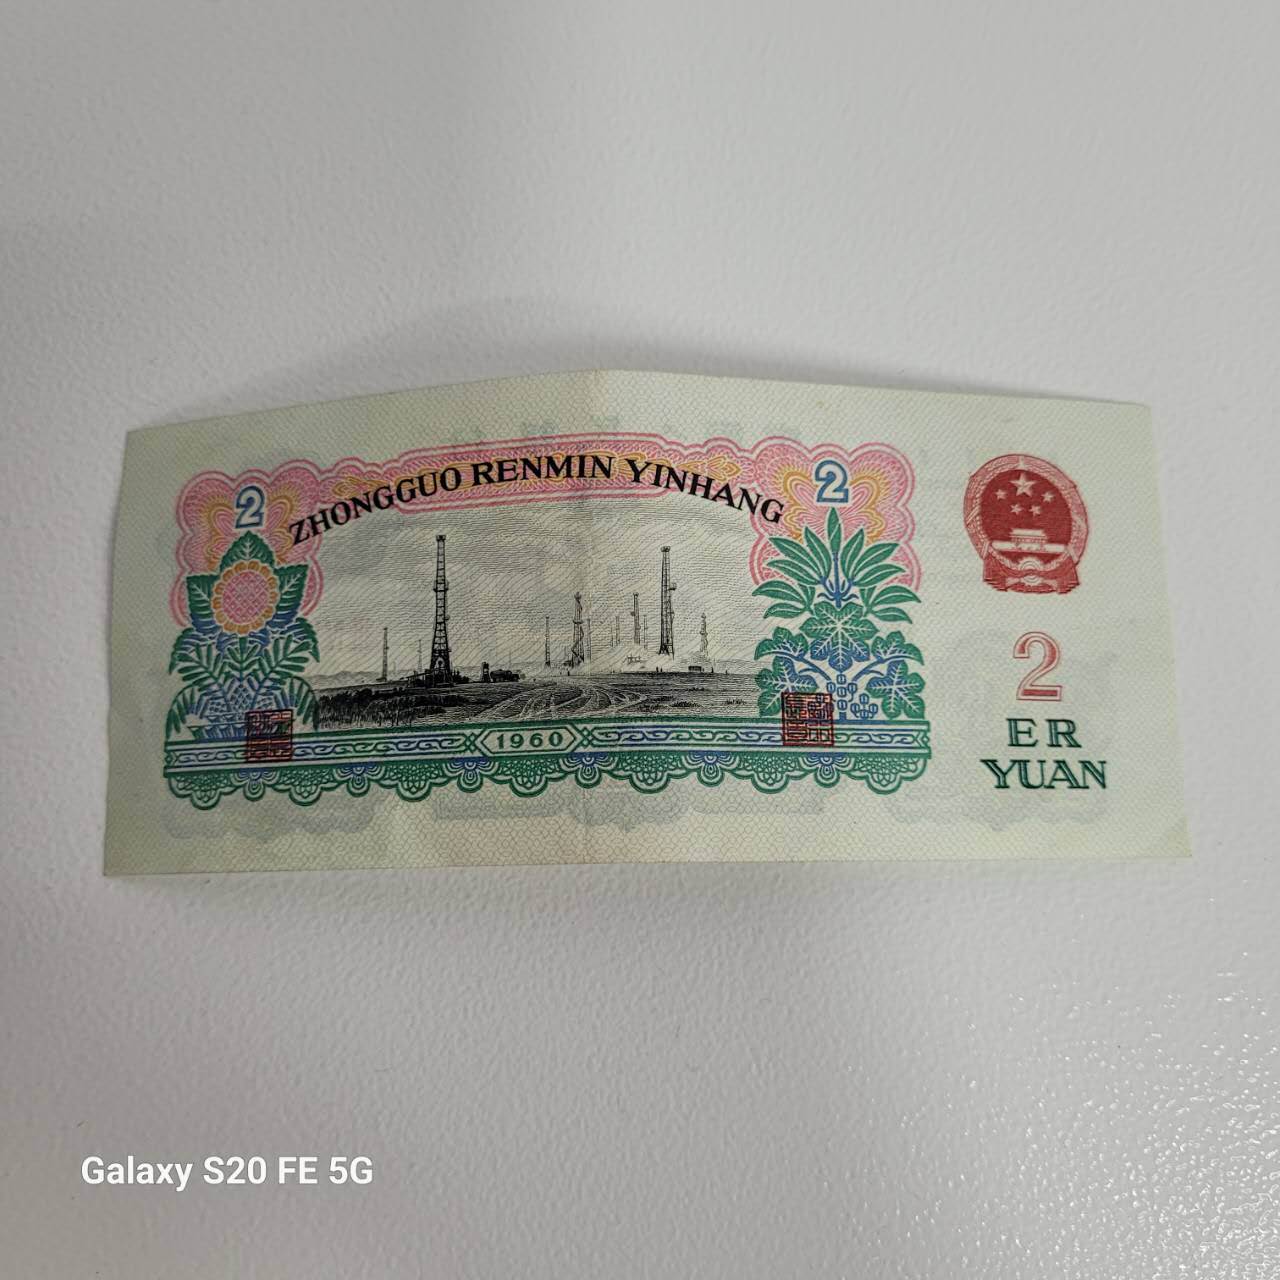 ZHONGGUO RENMIN YINHANG
2
2
1960
2
ER
YUAN
Galaxy S20 FE 5G